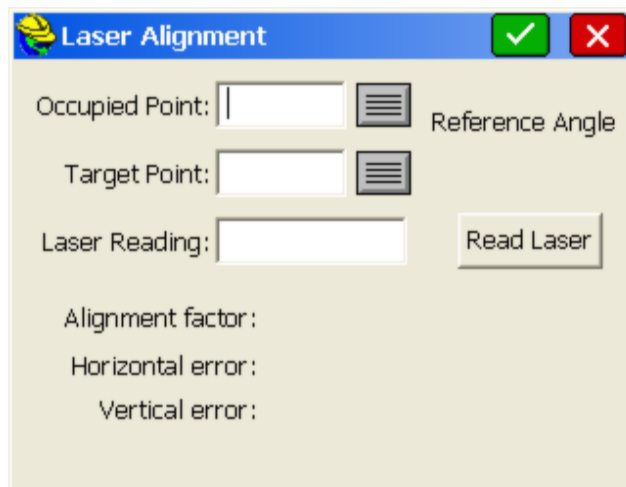 Laser Alignment
Occupied Point:
Reference Angle
Target Point:
Laser Reading:
Read Laser
Alignment factor:
Horizontal error:
Vertical error: